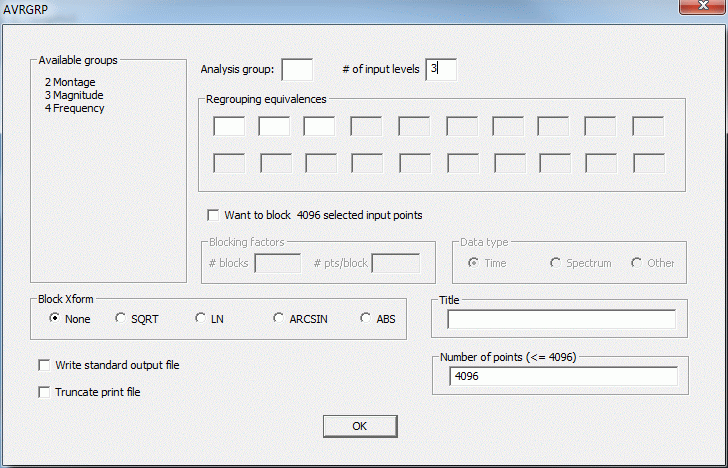 AVRGRP
Available groups
2 Montage
3 Magnitude
4 Frequency
Analysis group:
# of input levels 3
Regrouping equivalences
Want to block 4096 selected input points
Blocking factors
# blocks # pts/block
Data type
Time Spectrum Other
Block Xform
None SQRT LN ARCSIN ABS
Title
Write standard output file
Truncate print file
Number of points (<= 4096)
4096
OK